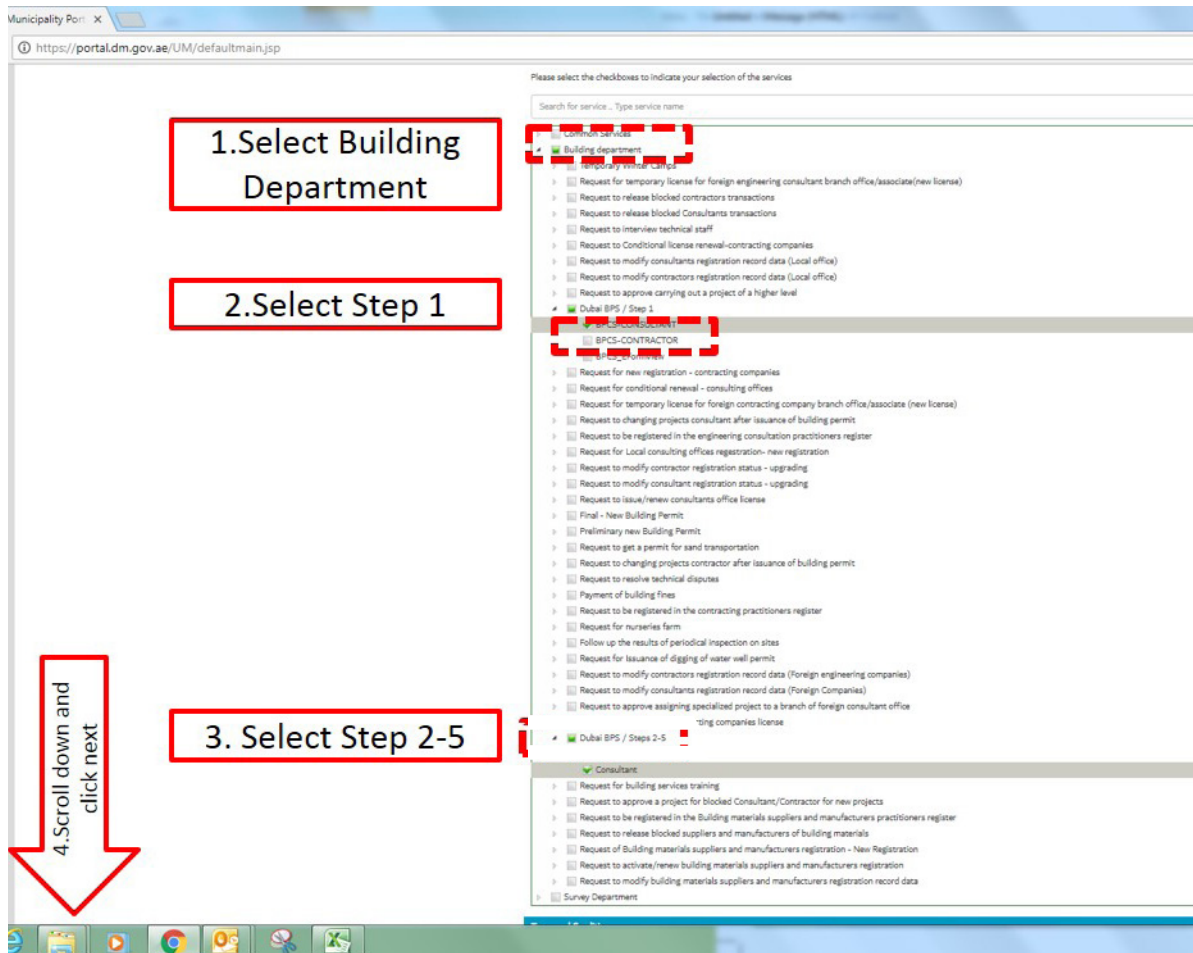 Municipality Port
https://portal.dm.gov.ae/UM/defaultmain.jsp
Please select the checkboxes to indicate your selection of the services
Search for service .. Type service name
1.Select Building
Department
Common Services
Building department
Temporary Winter Camps
Request for temporary license for foreign engineering consultant branch office/associate(new license)
Request to release blocked contractors transactions
Request to release blocked Consultants transactions
Request to interview technical staff
Request to Conditional license renewal-contracting companies
Request to modify consultants registration record data (Local office)
Request to modify contractors registration record data (Local office)
Request to approve carrying out a project of a higher level
2.Select Step 1
Dubai BPS / Step 1
BPCS-CONSULTANT
BPCS-CONTRACTOR
BPCS_EFormView
Request for new registration - contracting companies
Request for conditional renewal - consulting offices
Request for temporary license for foreign contracting company branch office/associate (new license)
Request to changing projects consultant after issuance of building permit
Request to be registered in the engineering consultation practitioners register
Request for Local consulting offices regestration- new registration
Request to modify contractor registration status - upgrading
Request to modify consultant registration status - upgrading
Request to issue/renew consultants office license
Final - New Building Permit
Preliminary new Building Permit
Request to get a permit for sand transportation
Request to changing projects contractor after issuance of building permit
Request to resolve technical disputes
Payment of building fines
Request to be registered in the contracting practitioners register
Request for nurseries farm
Follow up the results of periodical inspection on sites
Request for Issuance of digging of water well permit
Request to modify contractors registration record data (Foreign engineering companies)
Request to modify consultants registration record data (Foreign Companies)
Request to approve assigning specialized project to a branch of foreign consultant office
companies license
3. Select Step 2-5
Dubai BPS / Steps 2-5
Consultant
Request for building services training
Request to approve a project for blocked Consultant/Contractor for new projects
Request to be registered in the Building materials suppliers and manufacturers practitioners register
Request to release blocked suppliers and manufacturers of building materials
Request of Building materials suppliers and manufacturers registration - New Registration
Request to activate/renew building materials suppliers and manufacturers registration
Request to modify building materials suppliers and manufacturers registration record data
Survey Department
4.Scroll down and
click next